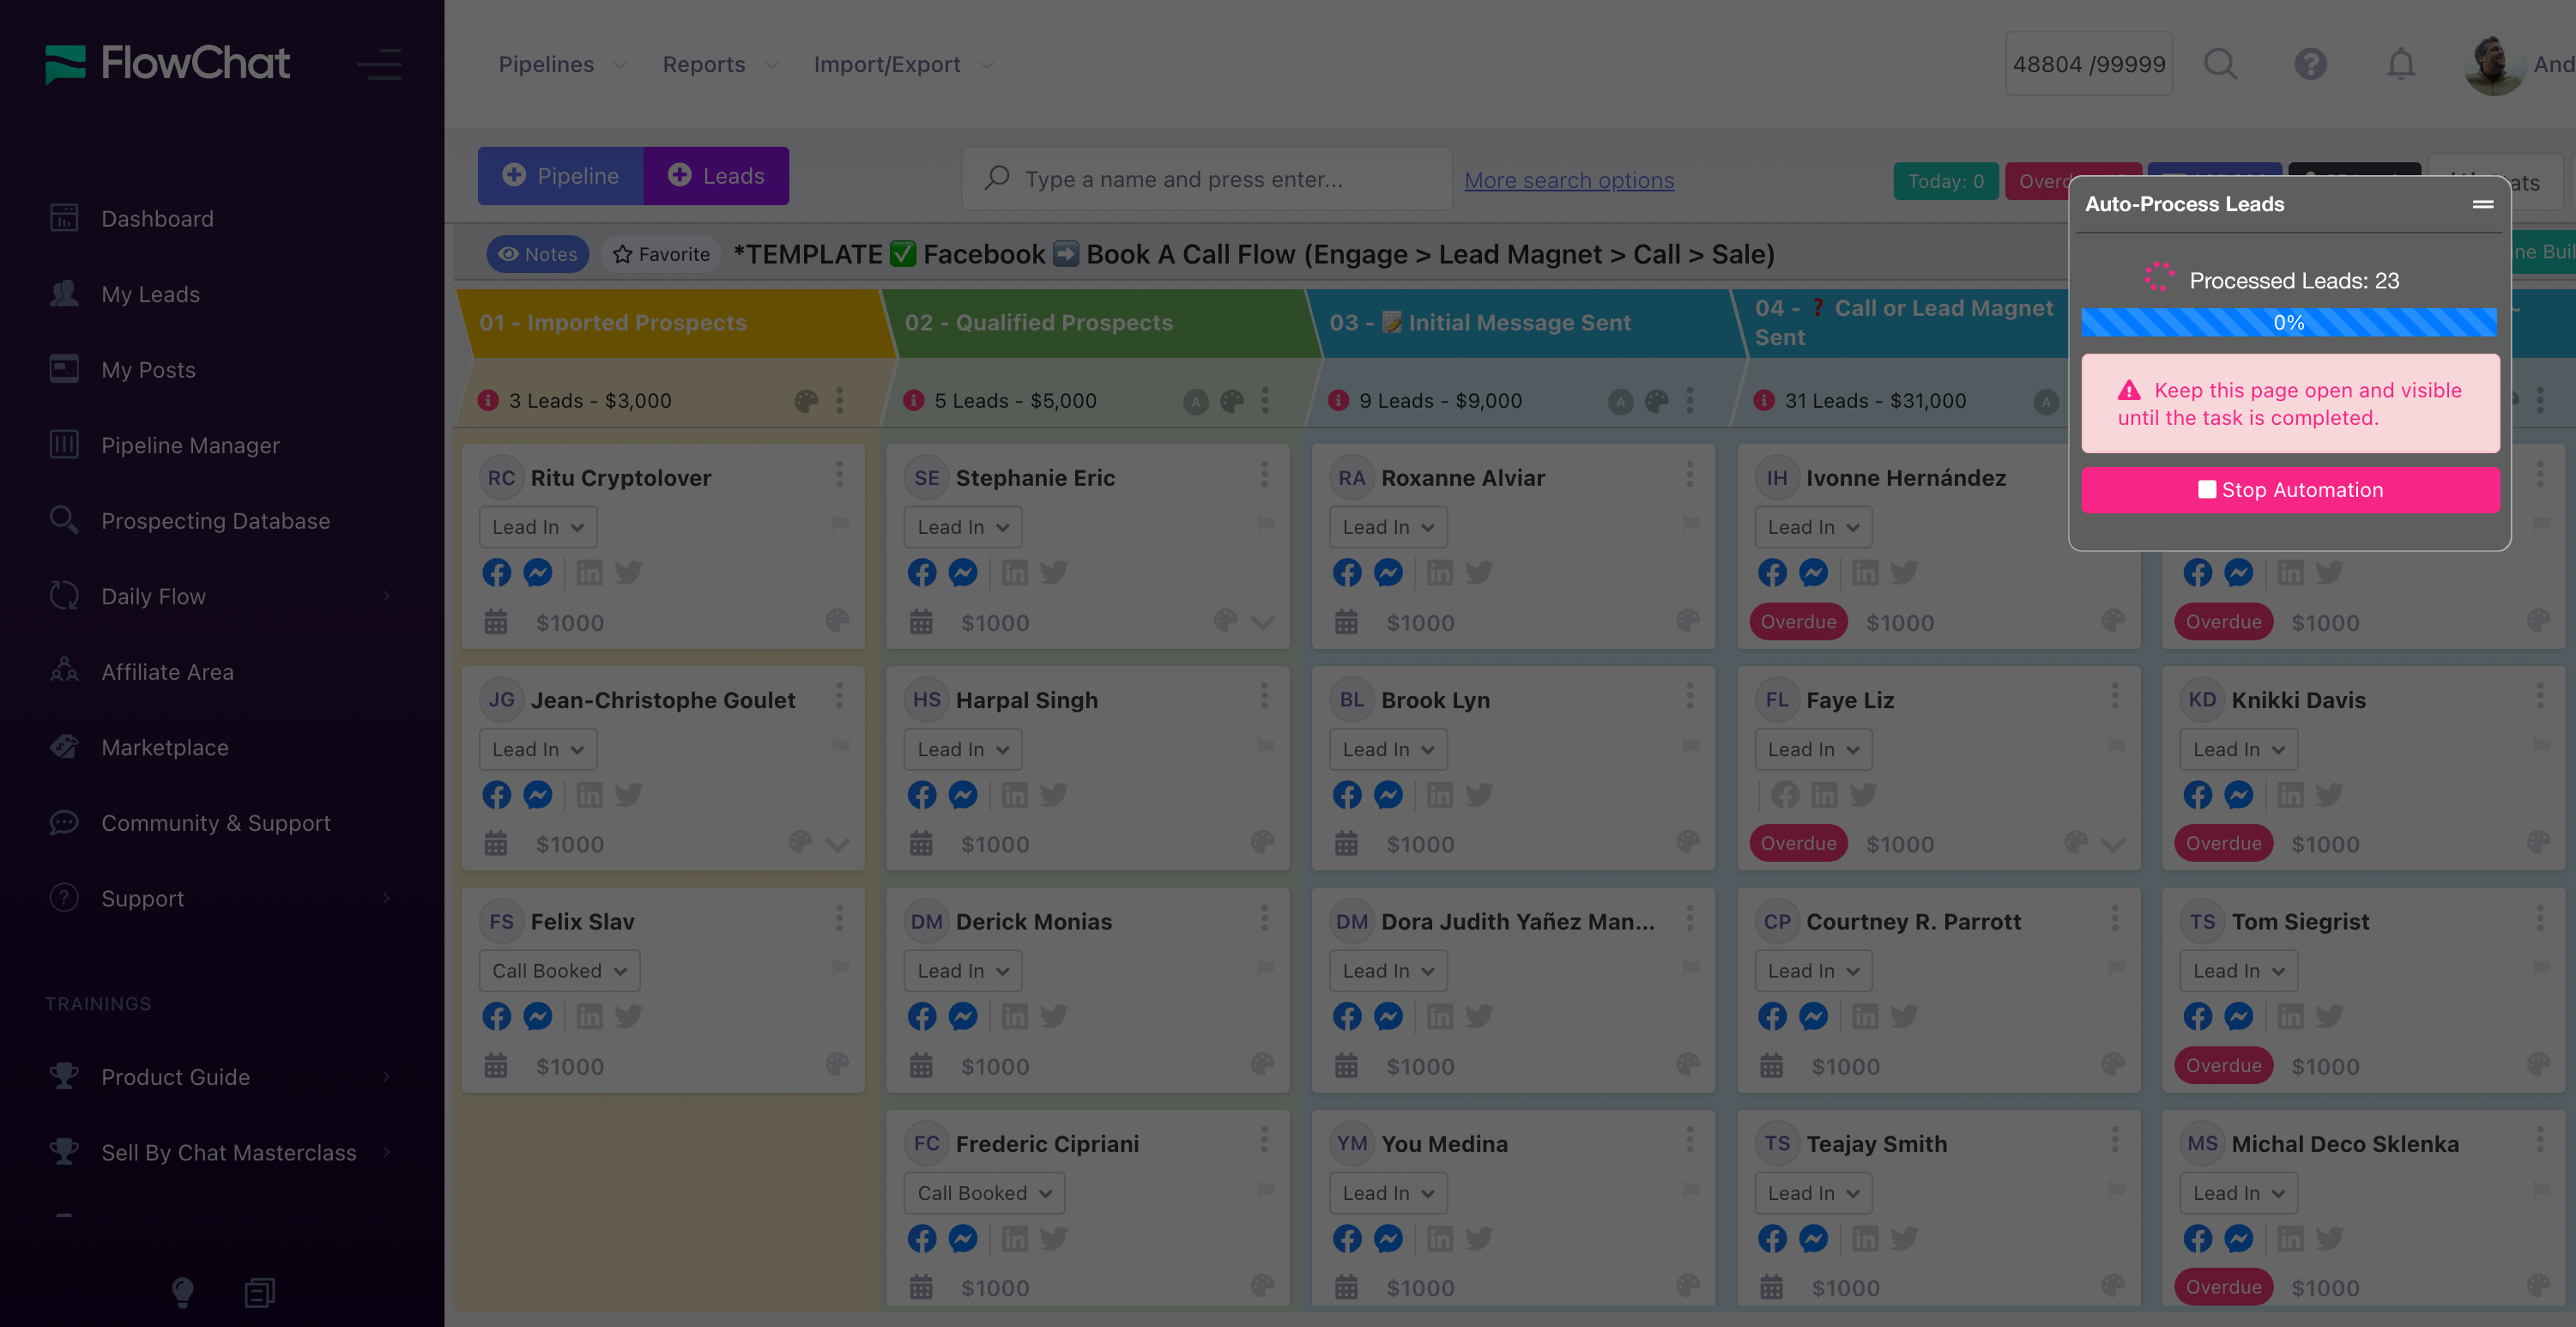 FlowChat
Dashboard
My Leads
My Posts
Pipeline Manager
Prospecting Database
Daily Flow
Affiliate Area
Marketplace
Community & Support
Support
TRAININGS
Product Guide
Sell By Chat Masterclass
Pipelines
Reports
Import/Export
48804 /99999
And
Pipeline
Leads
Type a name and press enter...
More search options
Today: 0
Notes
Favorite
*TEMPLATE ✅ Facebook ➡️ Book A Call Flow (Engage > Lead Magnet > Call > Sale)
Auto-Process Leads
Processed Leads: 23
0%
Keep this page open and visible
until the task is completed.
Stop Automation
01 - Imported Prospects
3 Leads - $3,000
RC Ritu Cryptolover
Lead In
$1000
JG Jean-Christophe Goulet
Lead In
$1000
FS Felix Slav
Call Booked
$1000
02 - Qualified Prospects
A
5 Leads - $5,000
SE Stephanie Eric
Lead In
$1000
HS Harpal Singh
Lead In
$1000
DM Derick Monias
Lead In
$1000
FC Frederic Cipriani
Call Booked
$1000
03 - 📝 Initial Message Sent
9 Leads - $9,000
A
RA Roxanne Alviar
Lead In
$1000
BL Brook Lyn
Lead In
$1000
DM Dora Judith Yañez Man...
Lead In
$1000
YM You Medina
Lead In
$1000
04 - ❓ Call or Lead Magnet
Sent
31 Leads - $31,000
A
IH Ivonne Hernández
Lead In
Overdue $1000
FL Faye Liz
Lead In
Overdue $1000
CP Courtney R. Parrott
Lead In
$1000
TS Teajay Smith
Lead In
$1000
Overdue $1000
KD Knikki Davis
Lead In
Overdue $1000
TS Tom Siegrist
Lead In
Overdue $1000
MS Michal Deco Sklenka
Lead In
Overdue $1000